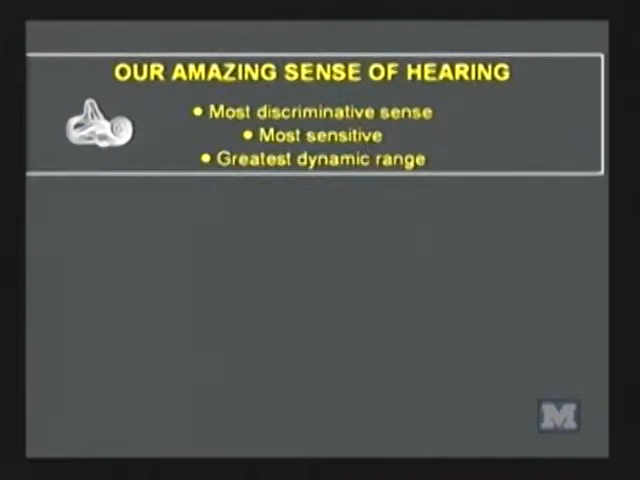 OUR AMAZING SENSE OF HEARING
• Most discriminative sense
• Most sensitive
• Greatest dynamic range
M